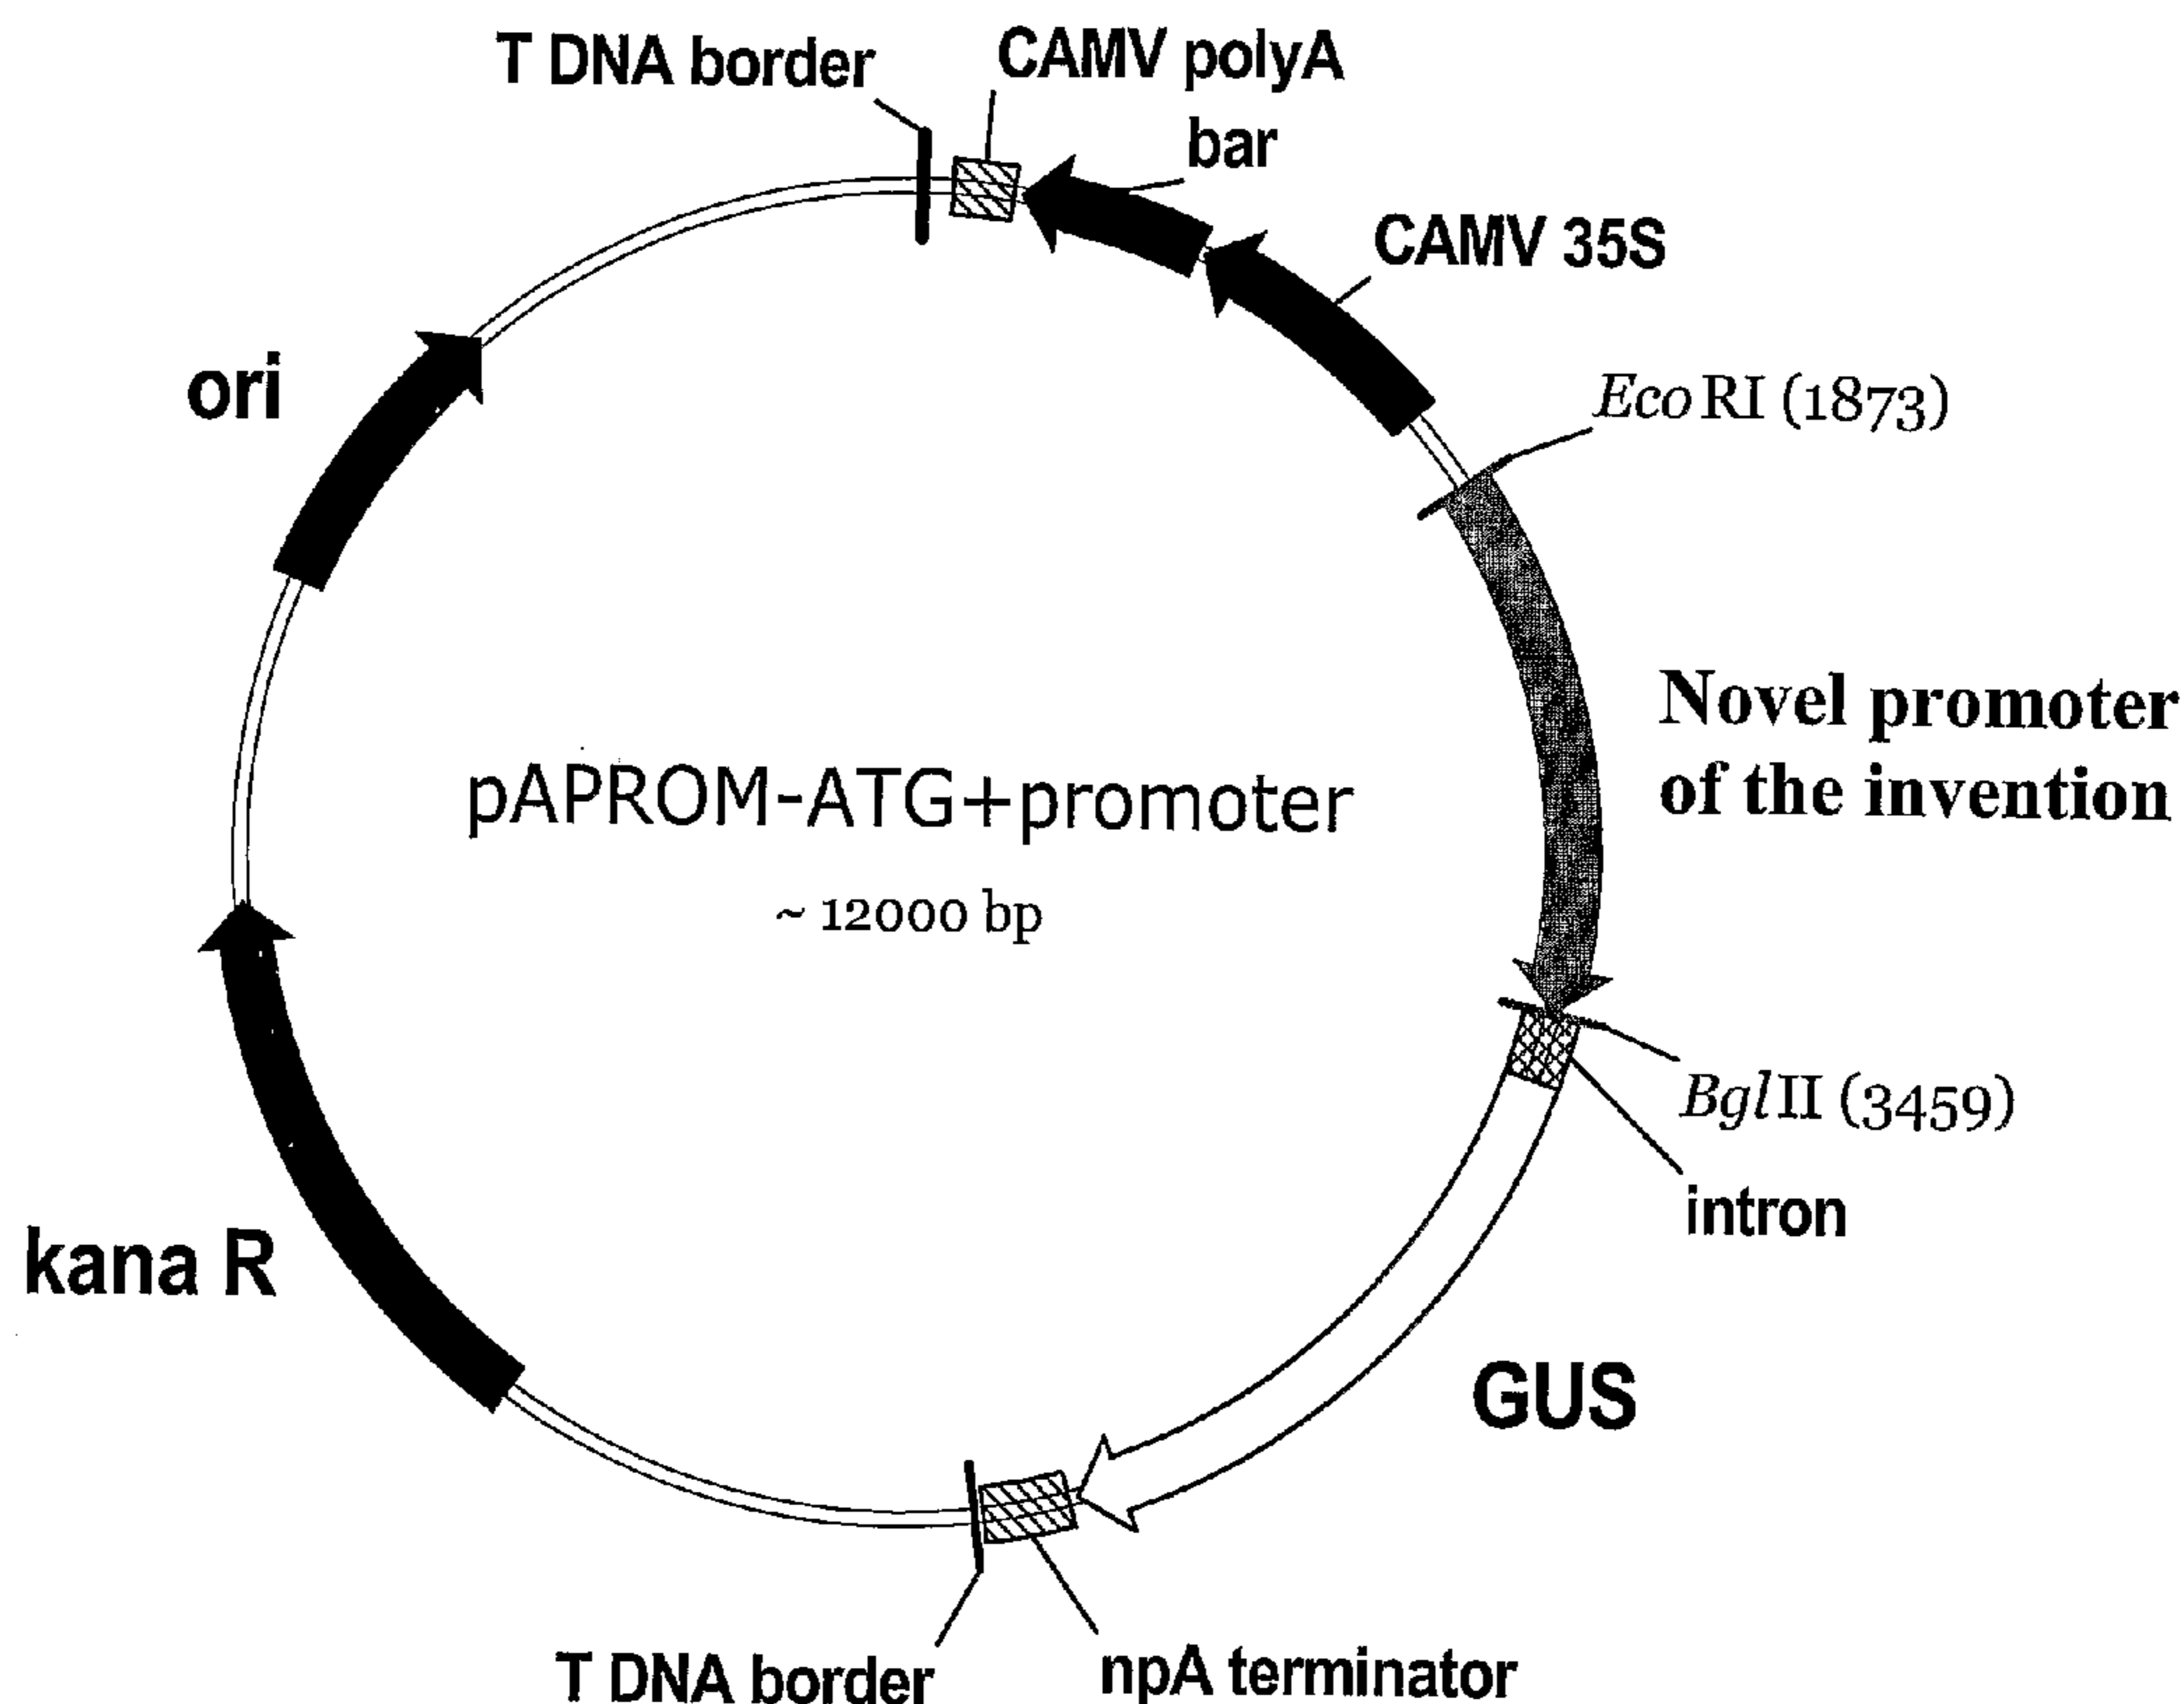 T DNA border
CAMV polyA
bar
CAMV 35S
EcoRI (1873)
ori
Novel promoter
of the invention
pAPROM-ATG+promoter
~ 12000 bp
BglII (3459)
intron
kana R
GUS
T DNA border
npA terminator